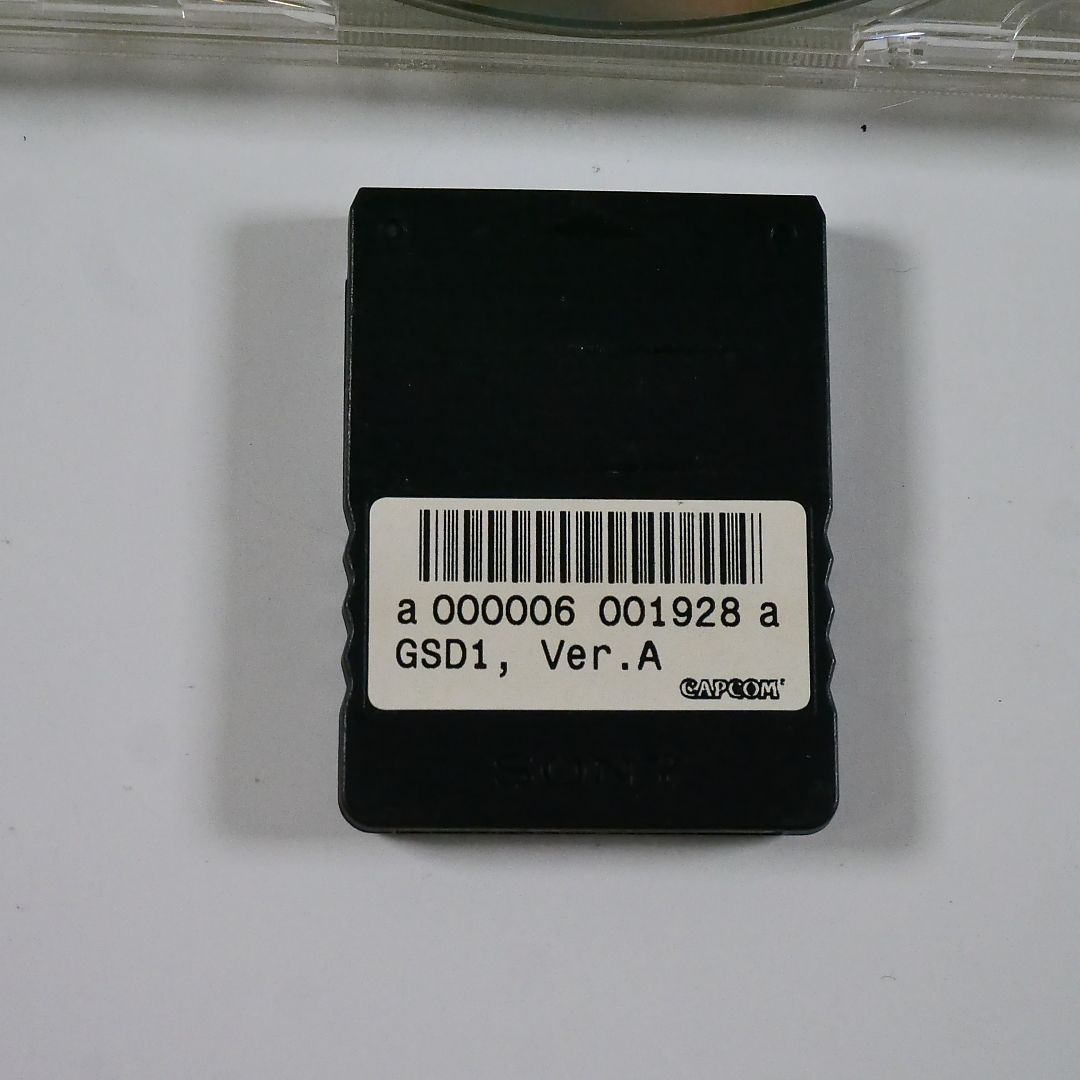 a 000006 001928 a
GSD1, Ver.A
CAPCOM
SONY